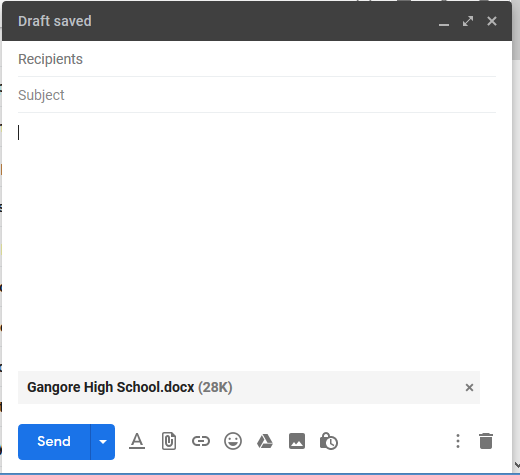 Draft saved
Recipients
Subject
Gangore High School.docx (28K)
Send